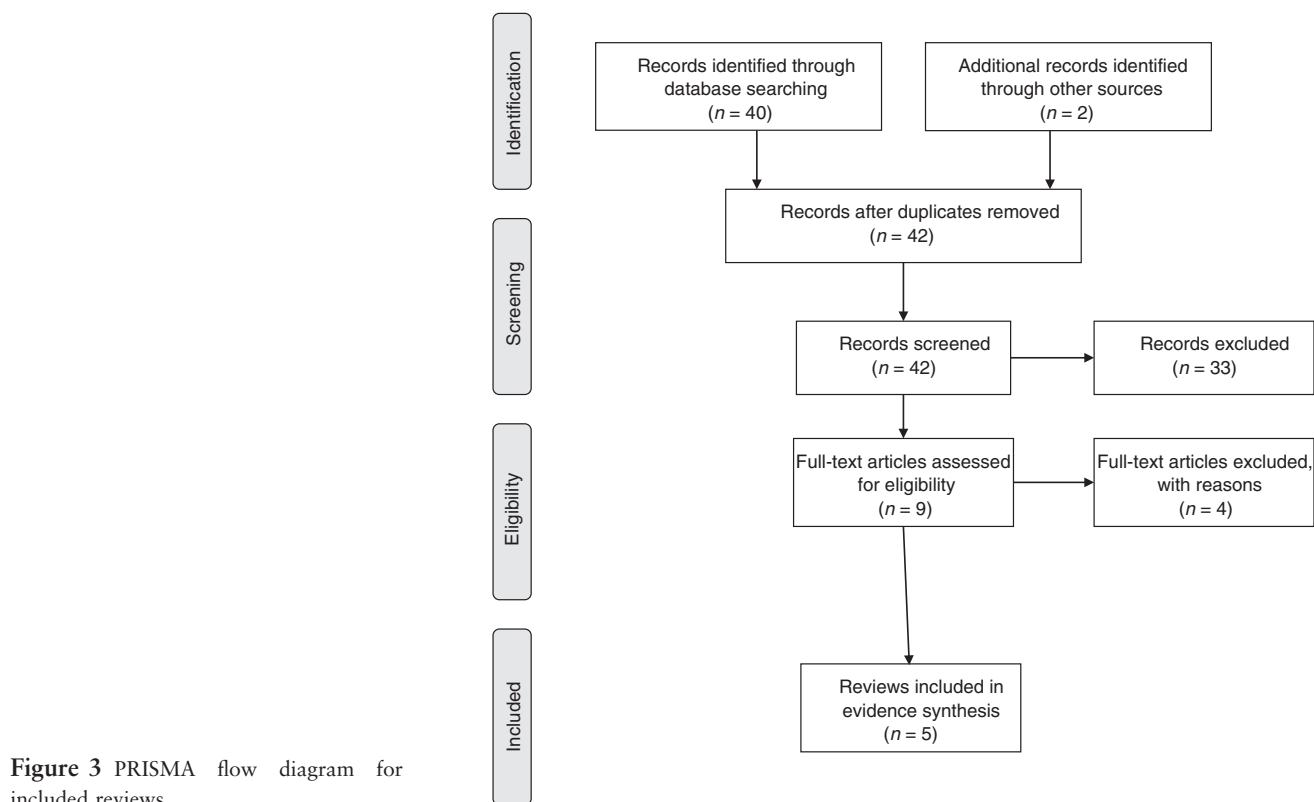 Identification
Records identified through
database searching
(n = 40)
Additional records identified
through other sources
(n = 2)
Records after duplicates removed
(n = 42)
Screening
Records screened
(n = 42)
Records excluded
(n = 33)
Eligibility
Full-text articles assessed
for eligibility
(n = 9)
Full-text articles excluded,
with reasons
(n = 4)
Included
Reviews included in
evidence synthesis
(n = 5)
Figure 3 PRISMA flow diagram for
included reviews